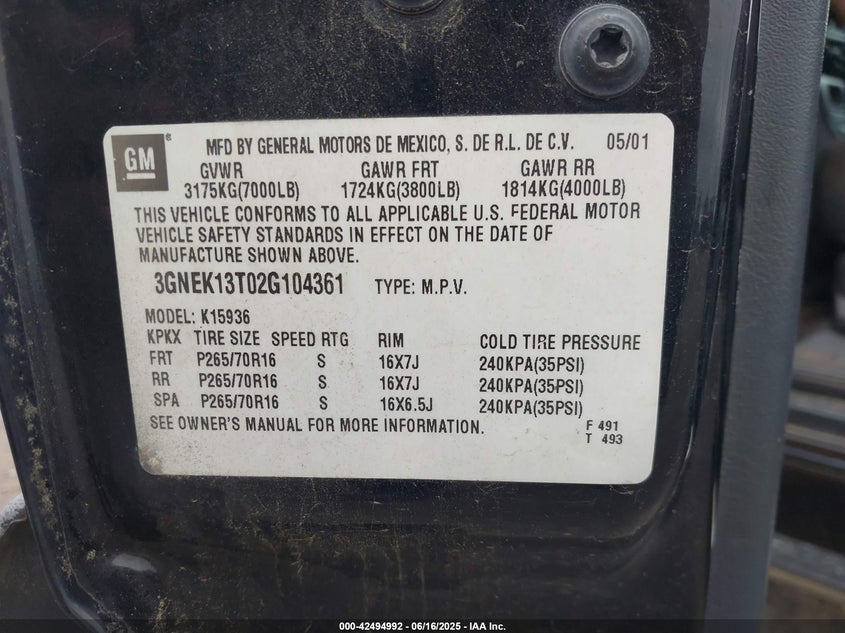 GM ®
MFD BY GENERAL MOTORS DE MEXICO, S. DE R.L. DE C.V. 05/01
GVWR GAWR FRT GAWR RR
3175KG(7000LB) 1724KG(3800LB) 1814KG(4000LB)
THIS VEHICLE CONFORMS TO ALL APPLICABLE U.S. FEDERAL MOTOR
VEHICLE SAFETY STANDARDS IN EFFECT ON THE DATE OF
MANUFACTURE SHOWN ABOVE.
3GNEK13T02G104361 TYPE: M.P.V.
MODEL: K15936
KPKX TIRE SIZE SPEED RTG RIM COLD TIRE PRESSURE
FRT P265/70R16 S 16X7J 240KPA(35PSI)
RR P265/70R16 S 16X7J 240KPA(35PSI)
SPA P265/70R16 S 16X6.5J 240KPA(35PSI)
SEE OWNER'S MANUAL FOR MORE INFORMATION. F 491
T 493
000-42494992 - 06/16/2025 - IAA Inc.